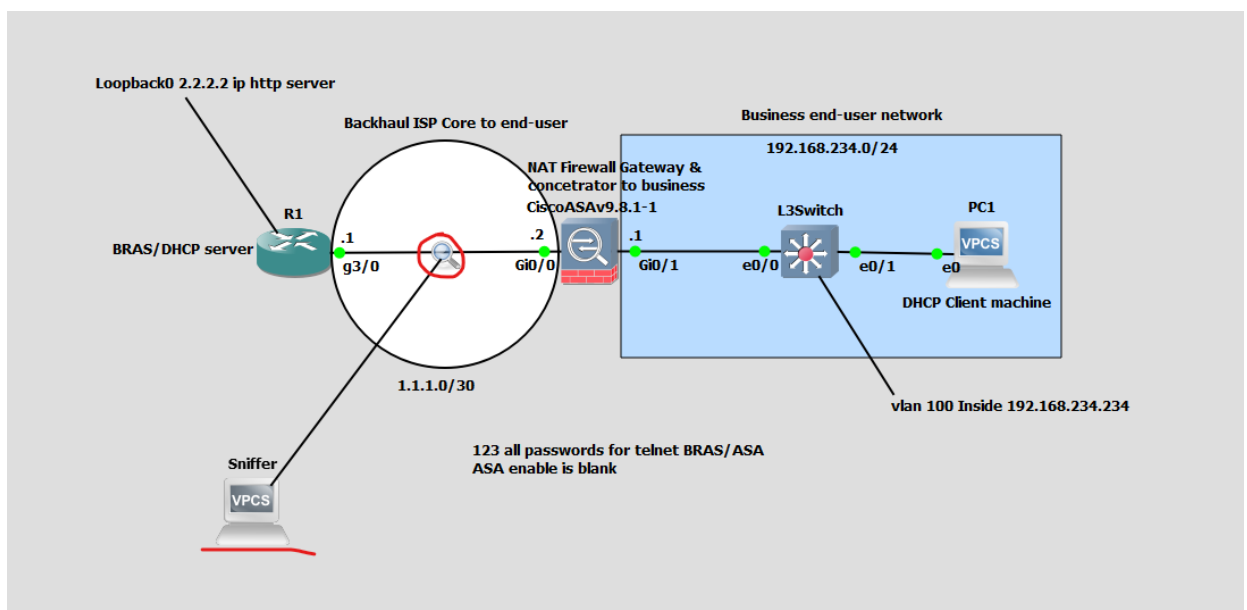 Loopback0 2.2.2.2 ip http server
Backhaul ISP Core to end-user
Business end-user network
192.168.234.0/24
NAT Firewall Gateway &
concetrator to business
CiscoASAv9.8.1-1
R1
L3Switch
PC1
BRAS/DHCP server
.1
.2
.1
VPCS
g3/0
Gi0/0
Gi0/1
e0/0
e0/1
e0
DHCP Client machine
1.1.1.0/30
vlan 100 Inside 192.168.234.234
123 all passwords for telnet BRAS/ASA
ASA enable is blank
Sniffer
VPCS